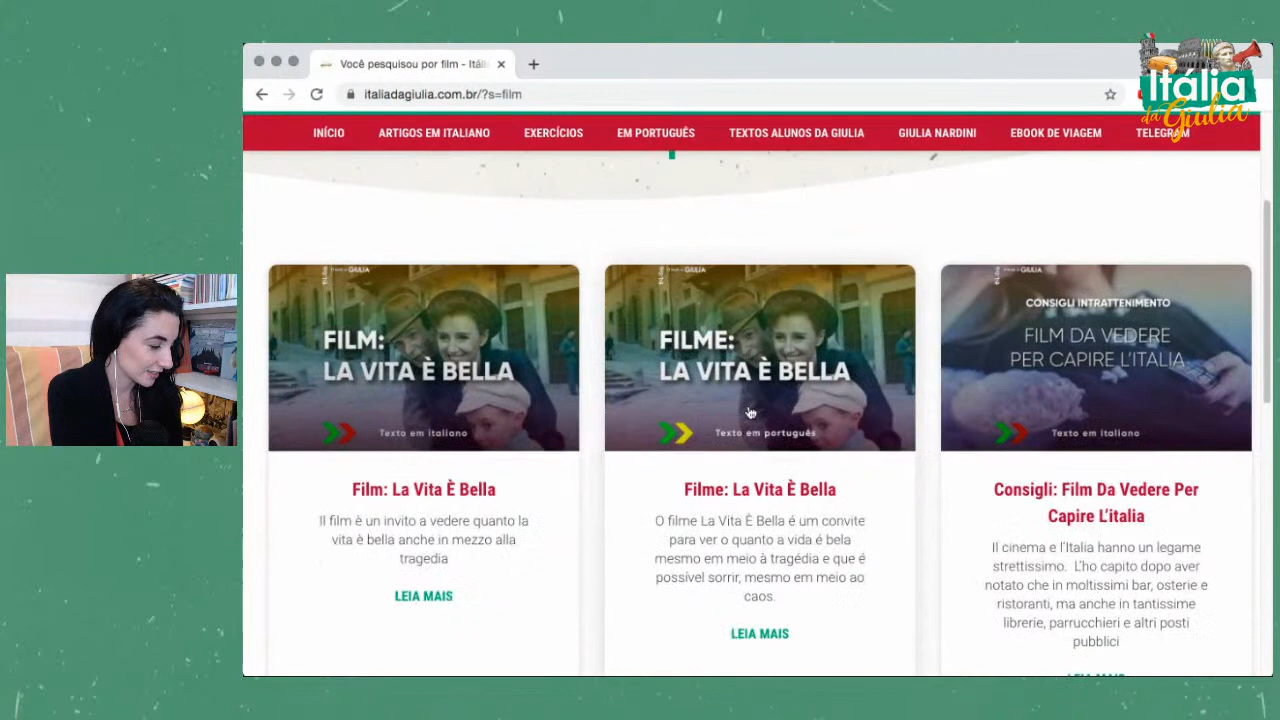 Você pesquisou por film - Itáli
italiadagiulia.com.br/?s=film
Itália
da Giulia
INÍCIO
ARTIGOS EM ITALIANO
EXERCÍCIOS
EM PORTUGUÊS
TEXTOS ALUNOS DA GIULIA
GIULIA NARDINI
EBOOK DE VIAGEM
TELEGRAM
GIULIA
FILM:
LA VITA È BELLA
Texto em italiano
Film: La Vita È Bella
Il film è un invito a vedere quanto la
vita è bella anche in mezzo alla
tragedia
LEIA MAIS
GIULIA
FILME:
LA VITA È BELLA
Texto em português
Filme: La Vita È Bella
O filme La Vita È Bella é um convite
para ver o quanto a vida é bela
mesmo em meio à tragédia e que é
possível sorrir, mesmo em meio ao
caos.
LEIA MAIS
GIULIA
CONSIGLI INTRATTENIMENTO
FILM DA VEDERE
PER CAPIRE L'ITALIA
Texto em italiano
Consigli: Film Da Vedere Per
Capire L'italia
Il cinema e l'Italia hanno un legame
strettissimo. L'ho capito dopo aver
notato che in moltissimi bar, osterie e
ristoranti, ma anche in tantissime
librerie, parrucchieri e altri posti
pubblici